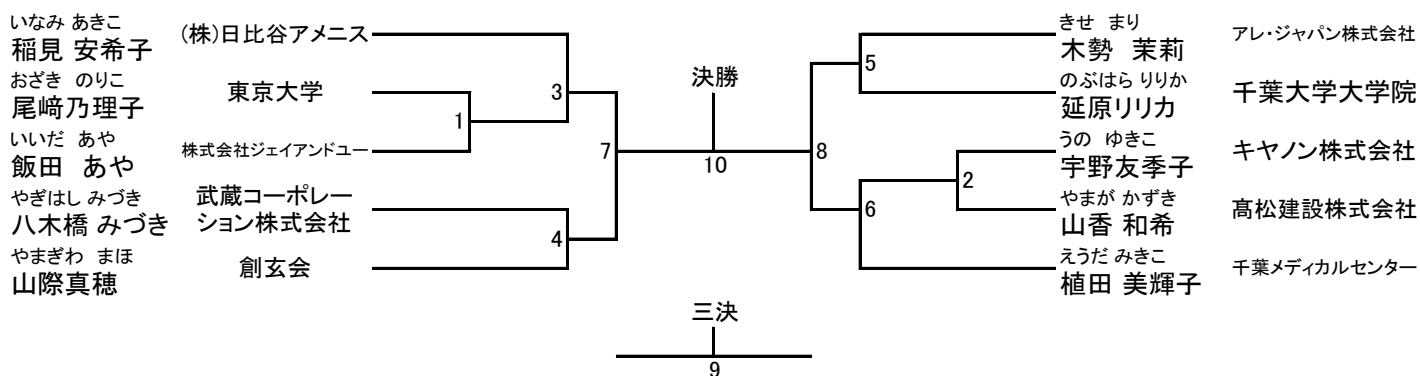 いなみ あきこ
稲見 安希子
(株)日比谷アメニス
おざき のりこ
尾﨑乃理子
東京大学
いいだ あや
飯田 あや
株式会社ジェイアンドユー
やぎはし みづき
八木橋 みづき
武蔵コーポレー
ション株式会社
やまぎわ まほ
山際真穂
創玄会
1
3
4
7
決勝
10
三決
9
8
5
2
6
きせ まり
木勢 茉莉
アレ・ジャパン株式会社
のぶはら りりか
延原リリカ
千葉大学大学院
うの ゆきこ
宇野友季子
キヤノン株式会社
やまが かずき
山香 和希
髙松建設株式会社
えうだ みきこ
植田 美輝子
千葉メディカルセンター